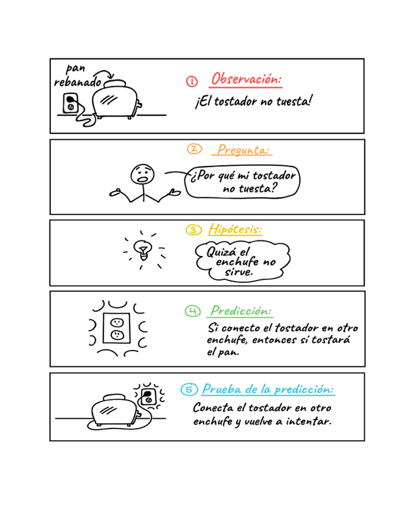 pan
rebanado
1 Observación:
¡El tostador no tuesta!
2 Pregunta:
¿Por qué mi tostador
no tuesta?
3 Hipótesis:
Quizá el
enchufe no
sirve.
4 Predicción:
Si conecto el tostador en otro
enchufe, entonces sí tostará
el pan.
5 Prueba de la predicción:
Conecta el tostador en otro
enchufe y vuelve a intentar.